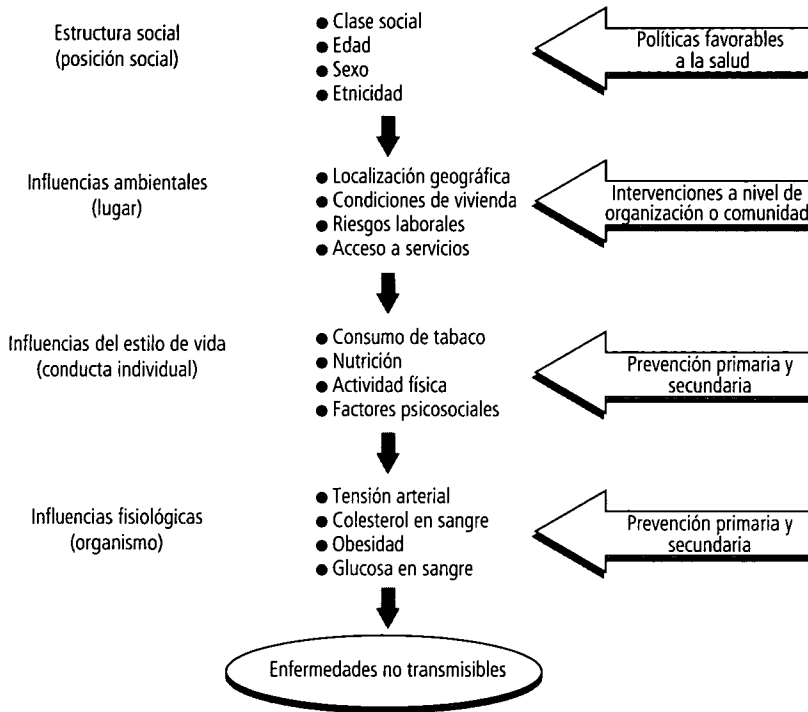 Estructura social
(posición social)
● Clase social
● Edad
● Sexo
● Etnicidad
Políticas favorables
a la salud
Influencias ambientales
(lugar)
● Localización geográfica
● Condiciones de vivienda
● Riesgos laborales
● Acceso a servicios
Intervenciones a nivel de
organización o comunidad
Influencias del estilo de vida
(conducta individual)
● Consumo de tabaco
● Nutrición
● Actividad física
● Factores psicosociales
Prevención primaria y
secundaria
Influencias fisiológicas
(organismo)
● Tensión arterial
● Colesterol en sangre
● Obesidad
● Glucosa en sangre
Prevención primaria y
secundaria
Enfermedades no transmisibles